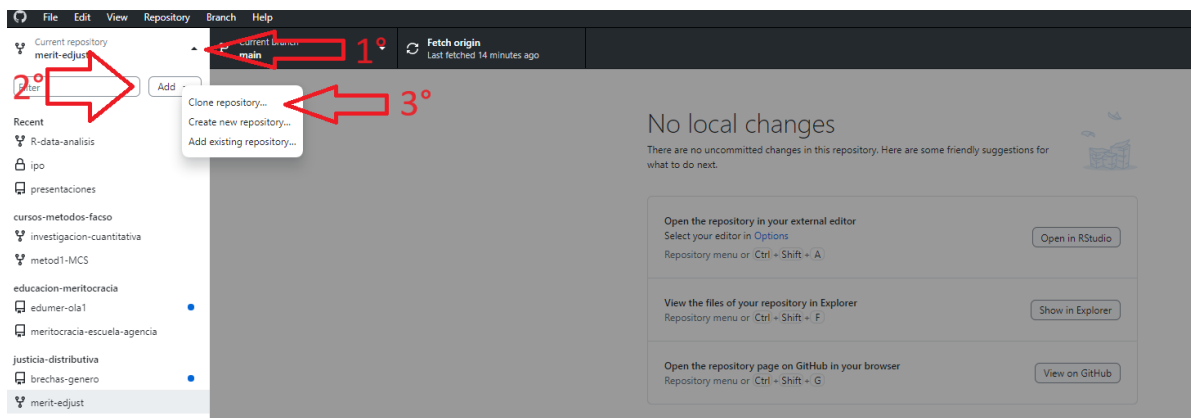 File Edit View Repository Branch Help
Current repository
merit-edjust
1°
Current branch
main
Fetch origin
Last fetched 14 minutes ago
2°
Filter
Add
Clone repository...
3°
Create new repository...
Add existing repository...
Recent
R-data-analisis
ipo
presentaciones
cursos-metodos-facso
investigacion-cuantitativa
metod1-MCS
educacion-meritocracia
edumer-ola1
meritocracia-escuela-agencia
justicia-distributiva
brechas-genero
merit-edjust
No local changes
There are no uncommitted changes in this repository. Here are some friendly suggestions for
what to do next.
Open the repository in your external editor
Select your editor in Options
Repository menu or Ctrl + Shift + A
Open in RStudio
View the files of your repository in Explorer
Repository menu or Ctrl + Shift + F
Show in Explorer
Open the repository page on GitHub in your browser
Repository menu or Ctrl + Shift + G
View on GitHub